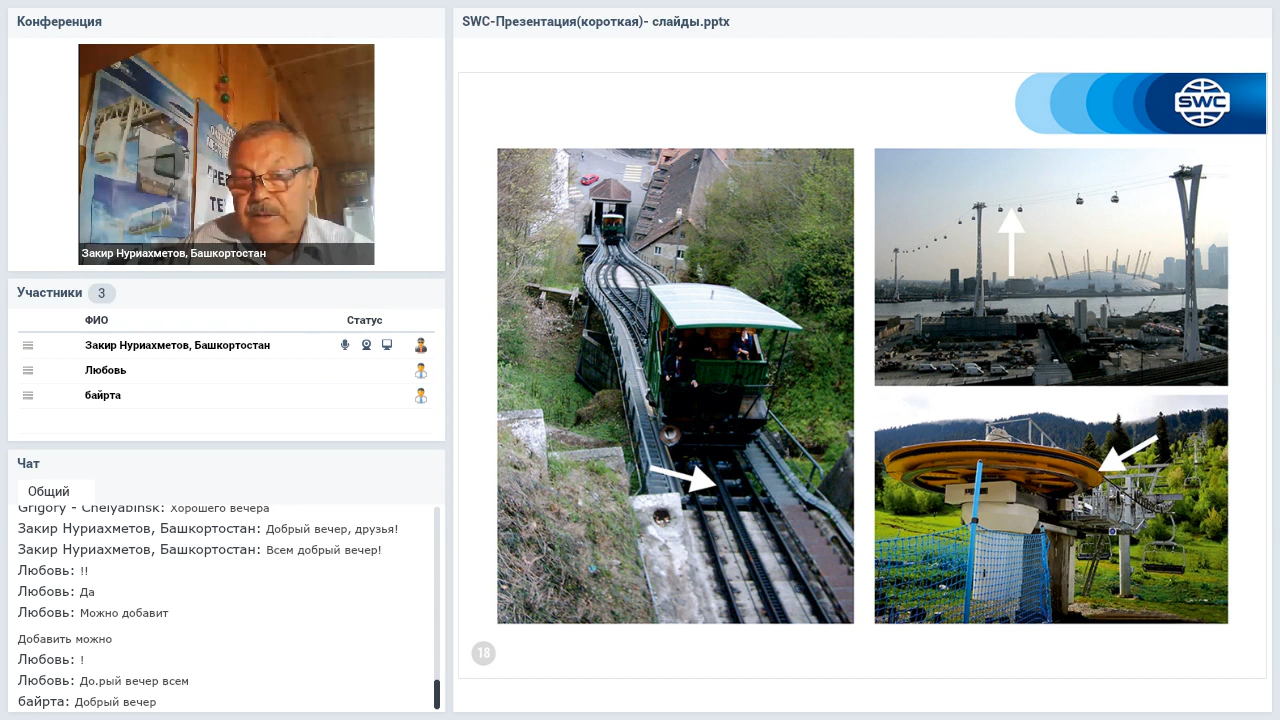 Конференция
Закир Нуриахметов, Башкортостан
Участники 3
ФИО Статус
Закир Нуриахметов, Башкортостан
Любовь
байрта
Чат
Общий
Grigory - Chelyabinsk: Хорошего вечера
Закир Нуриахметов, Башкортостан: Добрый вечер, друзья!
Закир Нуриахметов, Башкортостан: Всем добрый вечер!
Любовь: !!
Любовь: Да
Любовь: Можно добавит
Добавить можно
Любовь: !
Любовь: До.рый вечер всем
байрта: Добрый вечер
SWC-Презентация(короткая)- слайды.pptx
SWC
18